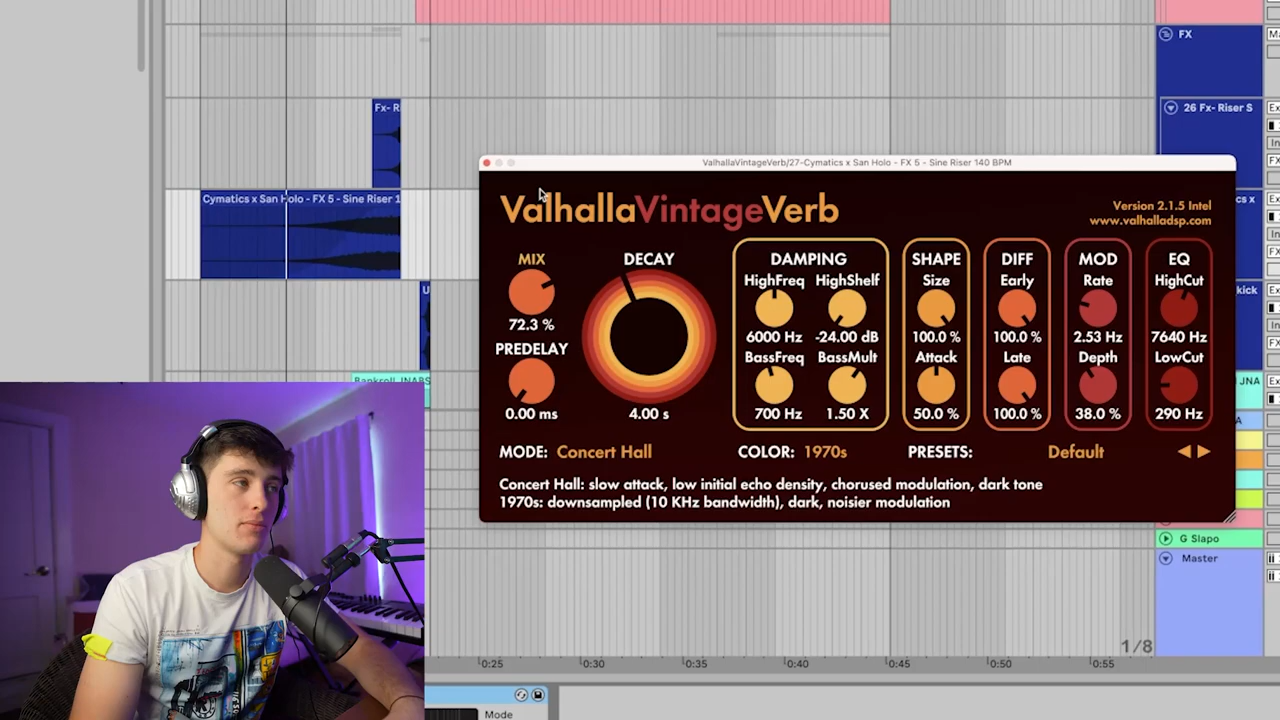 FX
Fx- R
26 Fx- Riser S
ValhallaVintageVerb/27-Cymatics x San Holo - FX 5 - Sine Riser 140 BPM
Cymatics x San Holo - FX 5 - Sine Riser 1
ValhallaVintageVerb
Version 2.1.5 Intel
www.valhalladsp.com
MIX
72.3 %
PREDELAY
0.00 ms
DECAY
4.00 s
DAMPING
HighFreq HighShelf
6000 Hz -24.00 dB
BassFreq BassMult
700 Hz 1.50 X
SHAPE
Size
100.0 %
Attack
50.0 %
DIFF
Early
100.0 %
Late
100.0 %
MOD
Rate
2.53 Hz
Depth
38.0 %
EQ
HighCut
7640 Hz
LowCut
290 Hz
MODE: Concert Hall COLOR: 1970s PRESETS: Default
Concert Hall: slow attack, low initial echo density, chorused modulation, dark tone
1970s: downsampled (10 KHz bandwidth), dark, noisier modulation
kick
JNA
G Slapo
Master
1/8
0:25 0:30 0:35 0:40 0:45 0:50 0:55
Mode